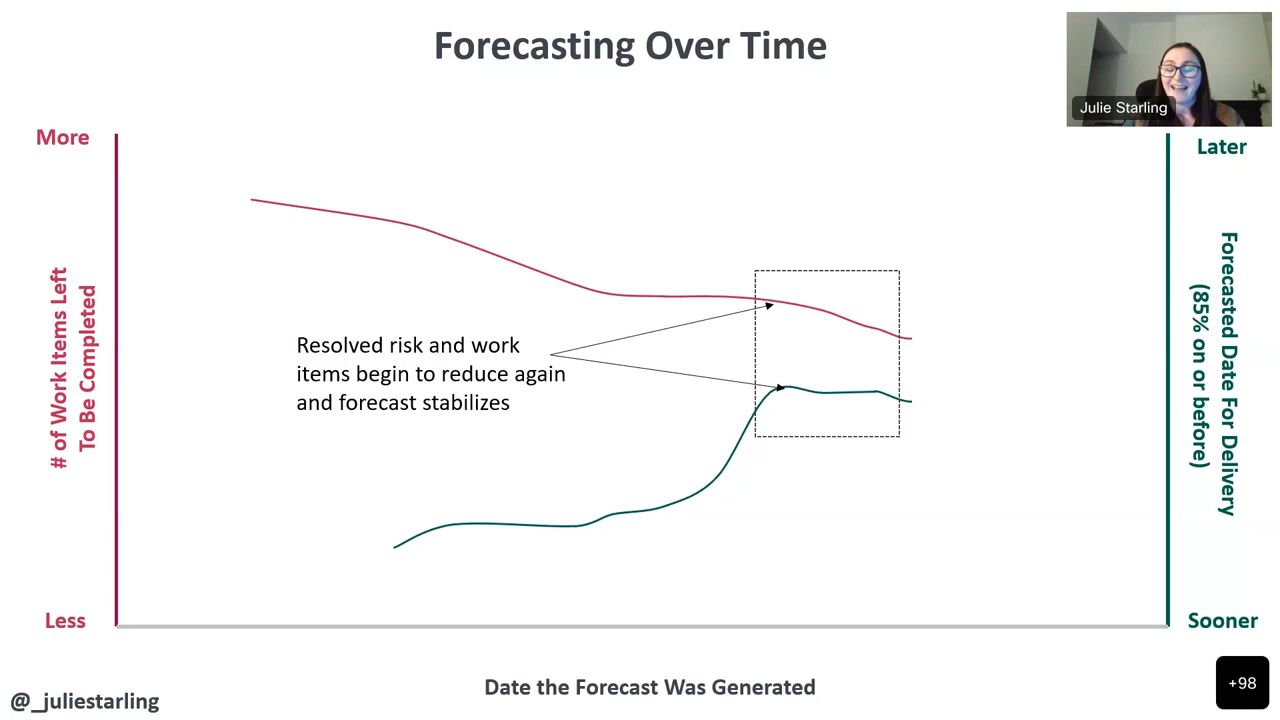 Forecasting Over Time
Julie Starling
More
Later
# of Work Items Left
To Be Completed
Forecasted Date For Delivery
(85% on or before)
Resolved risk and work
items begin to reduce again
and forecast stabilizes
Less
Sooner
Date the Forecast Was Generated
@_juliestarling
+98